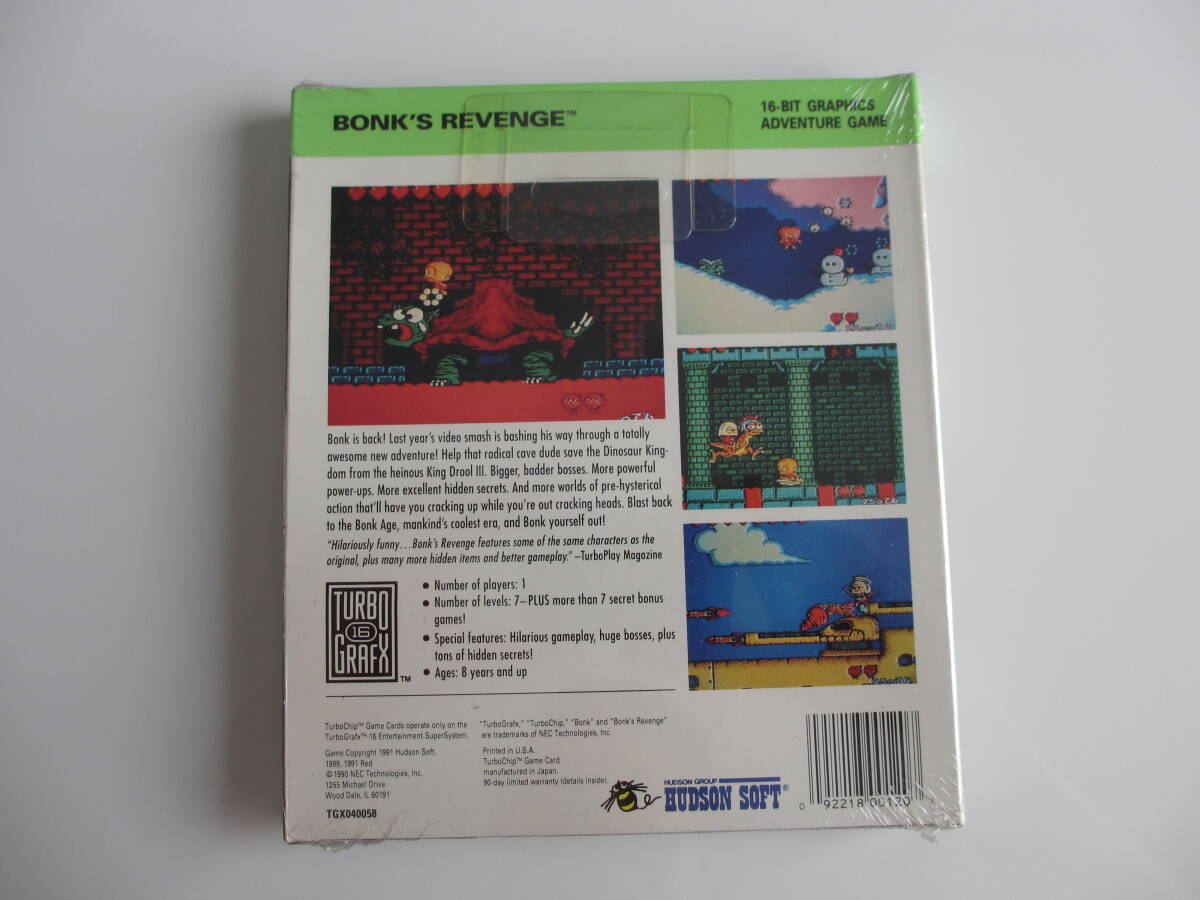 BONK'S REVENGE™
16-BIT GRAPHICS
ADVENTURE GAME
Bonk is back! Last year's video smash is bashing his way through a totally
awesome new adventure! Help that radical cave dude save the Dinosaur King-
dom from the heinous King Drool III. Bigger, badder bosses. More powerful
power-ups. More excellent hidden secrets. And more worlds of pre-hysterical
action that'll have you cracking up while you're out cracking heads. Blast back
to the Bonk Age, mankind's coolest era, and Bonk yourself out!
"Hilariously funny...Bonk's Revenge features some of the same characters as the
original, plus many more hidden items and better gameplay." —TurboPlay Magazine
TURBO
16
GRAFX
™
• Number of players: 1
• Number of levels: 7–PLUS more than 7 secret bonus
games!
• Special features: Hilarious gameplay, huge bosses, plus
tons of hidden secrets!
• Ages: 8 years and up
TurboChip™ Game Cards operate only on the
TurboGrafx™-16 Entertainment SuperSystem.
Game Copyright 1991 Hudson Soft,
1989, 1991 Red
© 1990 NEC Technologies, Inc.
1255 Michael Drive
Wood Dale, IL 60191
TGX040058
"TurboGrafx," "TurboChip," "Bonk" and "Bonk's Revenge"
are trademarks of NEC Technologies, Inc.
Printed in U.S.A.
TurboChip™ Game Card
manufactured in Japan.
90-day limited warranty (details inside).
HUDSON GROUP
HUDSON SOFT®
0 92218 00120